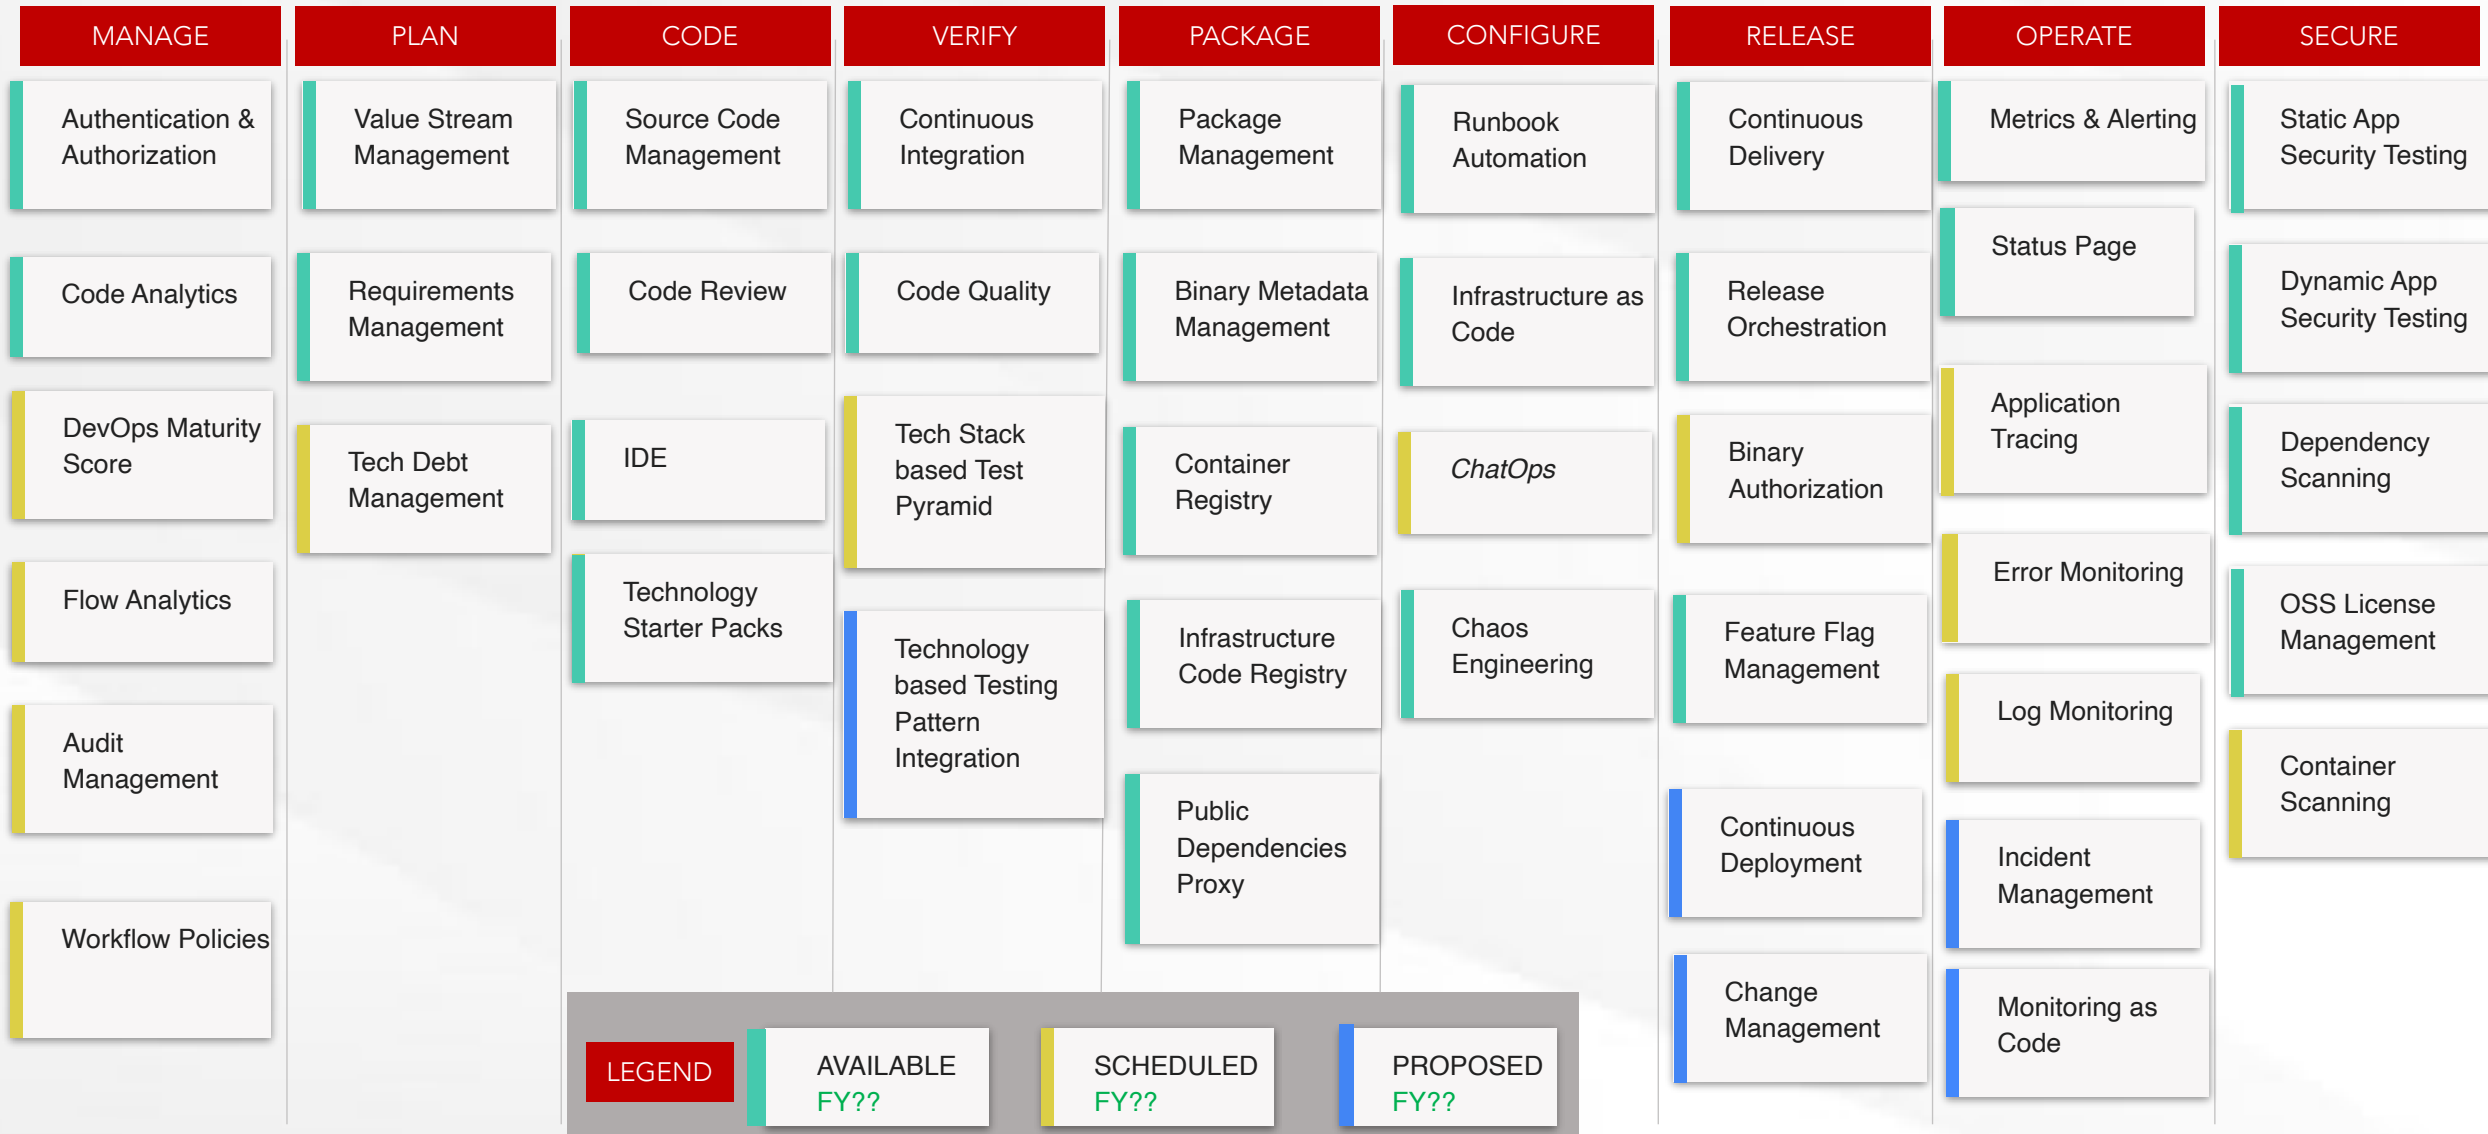 MANAGE
PLAN
CODE
VERIFY
PACKAGE
CONFIGURE
RELEASE
OPERATE
SECURE
Authentication &
Authorization
Code Analytics
DevOps Maturity
Score
Flow Analytics
Audit
Management
Workflow Policies
Value Stream
Management
Requirements
Management
Tech Debt
Management
Source Code
Management
Code Review
IDE
Technology
Starter Packs
Continuous
Integration
Code Quality
Tech Stack
based Test
Pyramid
Technology
based Testing
Pattern
Integration
Package
Management
Binary Metadata
Management
Container
Registry
Infrastructure
Code Registry
Public
Dependencies
Proxy
Runbook
Automation
Infrastructure as
Code
ChatOps
Chaos
Engineering
Continuous
Delivery
Release
Orchestration
Binary
Authorization
Feature Flag
Management
Continuous
Deployment
Change
Management
Metrics & Alerting
Status Page
Application
Tracing
Error Monitoring
Log Monitoring
Incident
Management
Monitoring as
Code
Static App
Security Testing
Dynamic App
Security Testing
Dependency
Scanning
OSS License
Management
Container
Scanning
LEGEND
AVAILABLE
FY??
SCHEDULED
FY??
PROPOSED
FY??